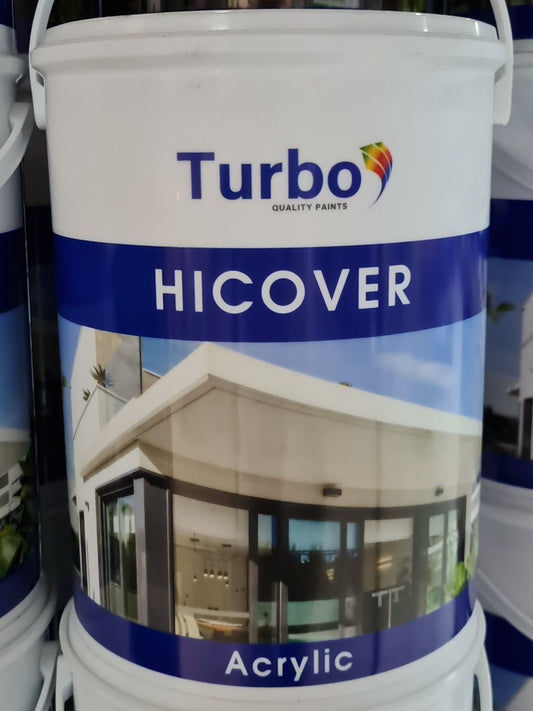 Turbo
QUALITY PAINTS
HICOVER
Acrylic